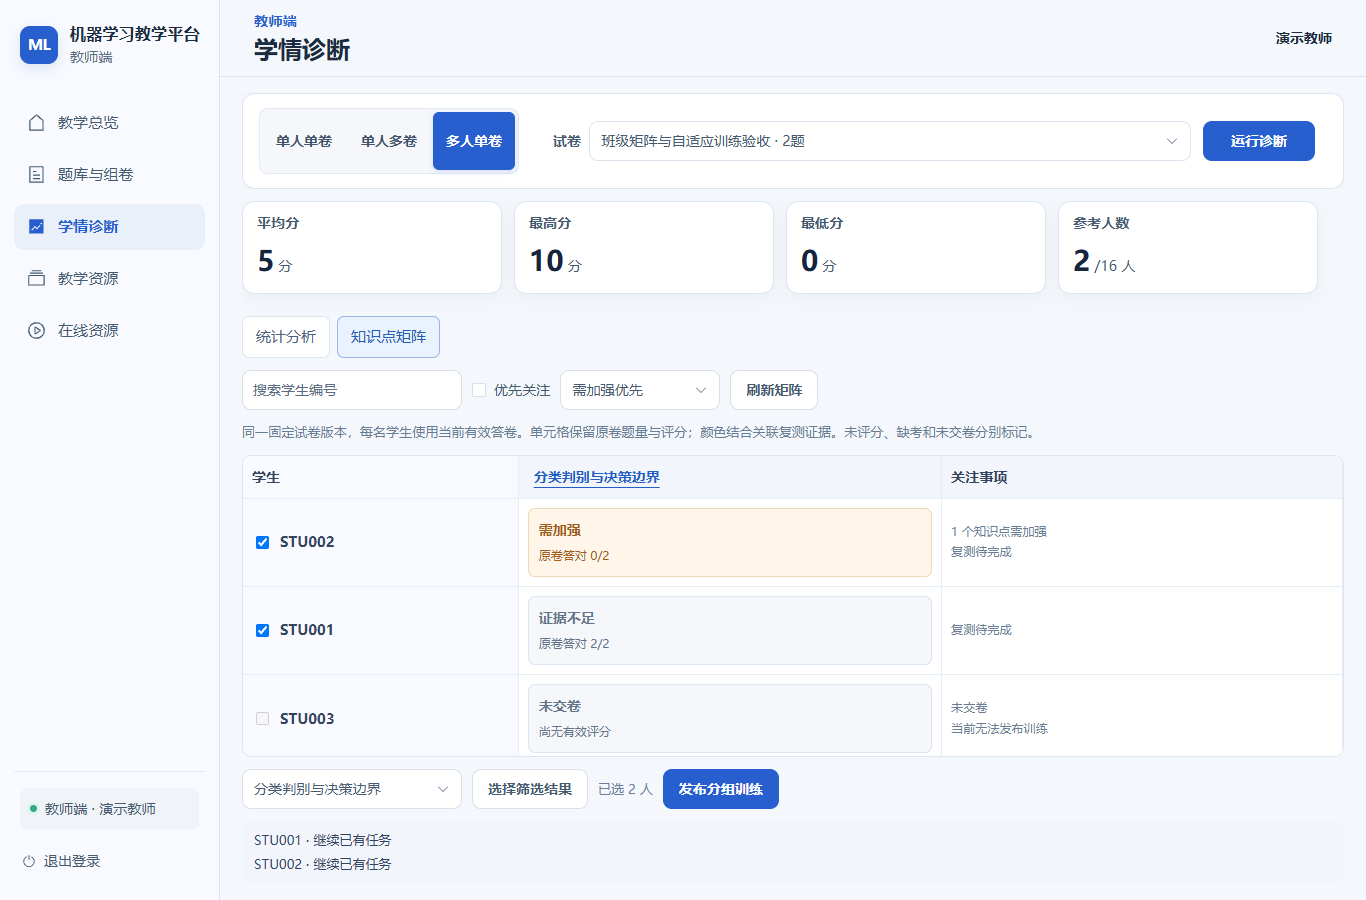 ML
机器学习教学平台
教师端
教学总览
题库与组卷
学情诊断
教学资源
在线资源
教师端 · 演示教师
退出登录
教师端
学情诊断
演示教师
单人单卷
单人多卷
多人单卷
试卷
班级矩阵与自适应训练验收 · 2题
运行诊断
平均分
5 分
最高分
10 分
最低分
0 分
参考人数
2 /16 人
统计分析
知识点矩阵
搜索学生编号
优先关注
需加强优先
刷新矩阵
同一固定试卷版本，每名学生使用当前有效答卷。单元格保留原卷题量与评分；颜色结合关联复测证据。未评分、缺考和未交卷分别标记。
学生
分类判别与决策边界
关注事项
STU002
需加强
原卷答对 0/2
1 个知识点需加强
复测待完成
STU001
证据不足
原卷答对 2/2
复测待完成
STU003
未交卷
尚无有效评分
未交卷
当前无法发布训练
分类判别与决策边界
选择筛选结果
已选 2 人
发布分组训练
STU001 · 继续已有任务
STU002 · 继续已有任务